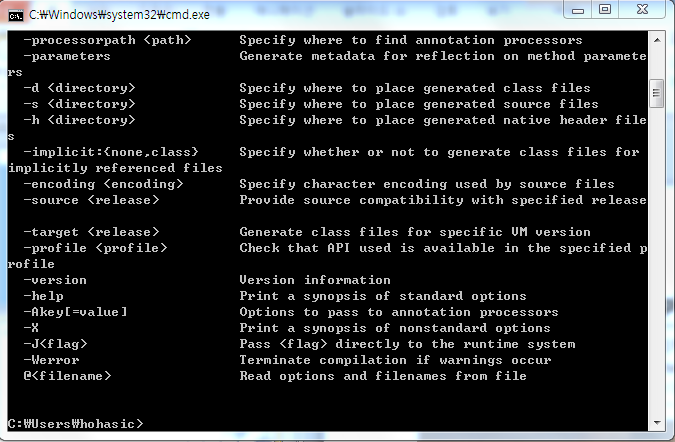 C:₩Windows₩system32₩cmd.exe
-processorpath <path> Specify where to find annotation processors
-parameters Generate metadata for reflection on method paramete
rs
-d <directory> Specify where to place generated class files
-s <directory> Specify where to place generated source files
-h <directory> Specify where to place generated native header file
s
-implicit:{none,class} Specify whether or not to generate class files for
implicitly referenced files
-encoding <encoding> Specify character encoding used by source files
-source <release> Provide source compatibility with specified release
-target <release> Generate class files for specific VM version
-profile <profile> Check that API used is available in the specified p
rofile
-version Version information
-help Print a synopsis of standard options
-Akey[=value] Options to pass to annotation processors
-X Print a synopsis of nonstandard options
-J<flag> Pass <flag> directly to the runtime system
-Werror Terminate compilation if warnings occur
@<filename> Read options and filenames from file
C:₩Users₩hohasic>